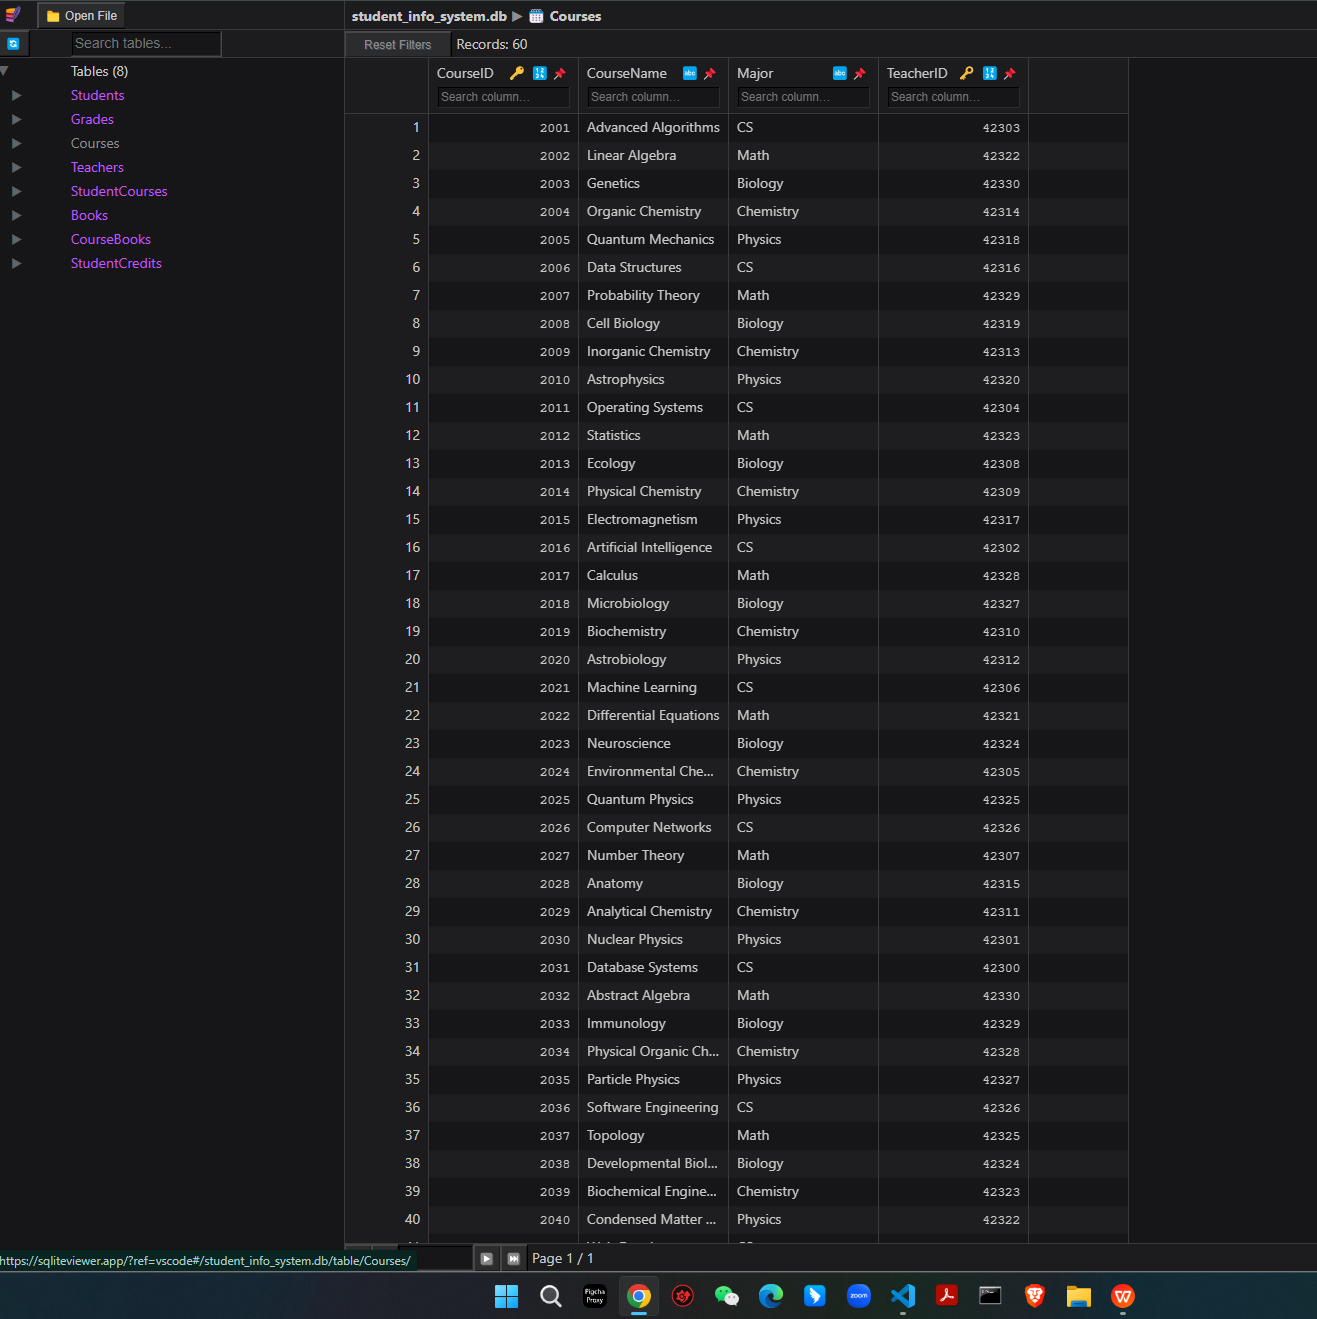 Open File
student_info_system.db ▶ Courses
Search tables...
Reset Filters Records: 60
Tables (8)
Students
Grades
Courses
Teachers
StudentCourses
Books
CourseBooks
StudentCredits
CourseID CourseName Major TeacherID
Search column... Search column... Search column... Search column...
1 2001 Advanced Algorithms CS 42303
2 2002 Linear Algebra Math 42322
3 2003 Genetics Biology 42330
4 2004 Organic Chemistry Chemistry 42314
5 2005 Quantum Mechanics Physics 42318
6 2006 Data Structures CS 42316
7 2007 Probability Theory Math 42329
8 2008 Cell Biology Biology 42319
9 2009 Inorganic Chemistry Chemistry 42313
10 2010 Astrophysics Physics 42320
11 2011 Operating Systems CS 42304
12 2012 Statistics Math 42323
13 2013 Ecology Biology 42308
14 2014 Physical Chemistry Chemistry 42309
15 2015 Electromagnetism Physics 42317
16 2016 Artificial Intelligence CS 42302
17 2017 Calculus Math 42328
18 2018 Microbiology Biology 42327
19 2019 Biochemistry Chemistry 42310
20 2020 Astrobiology Physics 42312
21 2021 Machine Learning CS 42306
22 2022 Differential Equations Math 42321
23 2023 Neuroscience Biology 42324
24 2024 Environmental Che... Chemistry 42305
25 2025 Quantum Physics Physics 42325
26 2026 Computer Networks CS 42326
27 2027 Number Theory Math 42307
28 2028 Anatomy Biology 42315
29 2029 Analytical Chemistry Chemistry 42311
30 2030 Nuclear Physics Physics 42301
31 2031 Database Systems CS 42300
32 2032 Abstract Algebra Math 42330
33 2033 Immunology Biology 42329
34 2034 Physical Organic Ch... Chemistry 42328
35 2035 Particle Physics Physics 42327
36 2036 Software Engineering CS 42326
37 2037 Topology Math 42325
38 2038 Developmental Biol... Biology 42324
39 2039 Biochemical Engine... Chemistry 42323
40 2040 Condensed Matter ... Physics 42322
https://sqliteviewer.app/?ref=vscode#/student_info_system.db/table/Courses/
Page 1 / 1
Figcha
Proxy
zoom